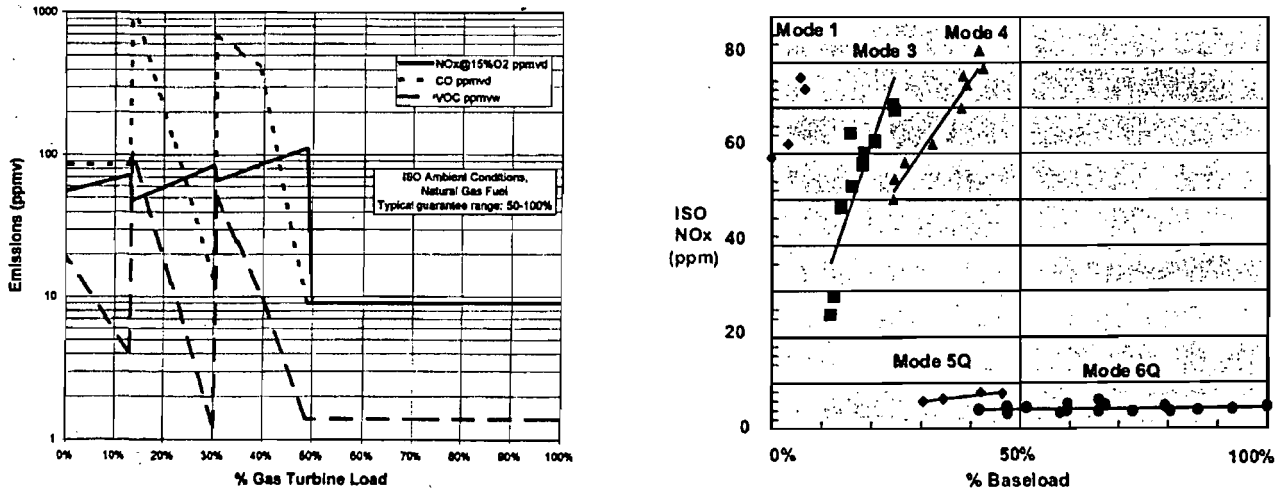 1000
100
10
1
Emissions (ppmv)
NOx@15%O2 ppmvd
CO ppmvd
VOC ppmvw
ISO Ambient Conditions,
Natural Gas Fuel
Typical guarantee range: 50-100%
0% 10% 20% 30% 40% 50% 60% 70% 80% 90% 100%
% Gas Turbine Load
Mode 1
Mode 3
Mode 4
80
60
40
20
0
ISO
NOx
(ppm)
Mode 5Q
Mode 6Q
0% 50% 100%
% Baseload